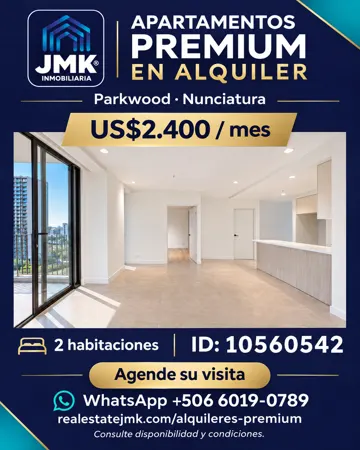 JMK®
INMOBILIARIA
APARTAMENTOS
PREMIUM
EN ALQUILER
Parkwood · Nunciatura
US$2.400 / mes
2 habitaciones
ID: 10560542
Agende su visita
WhatsApp +506 6019-0789
realestatejmk.com/alquileres-premium
Consulte disponibilidad y condiciones.